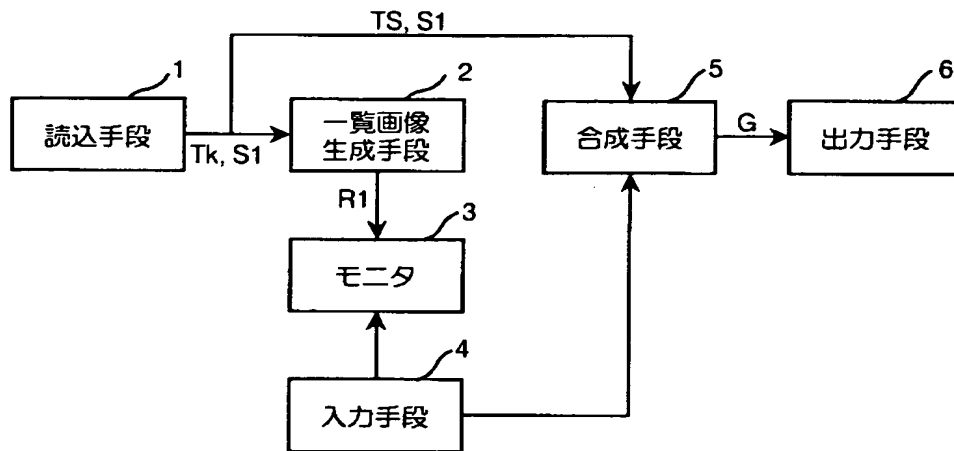 TS, S1
1
読込手段
Tk, S1
2
一覧画像
生成手段
R1
3
モニタ
4
入力手段
5
合成手段
G
6
出力手段